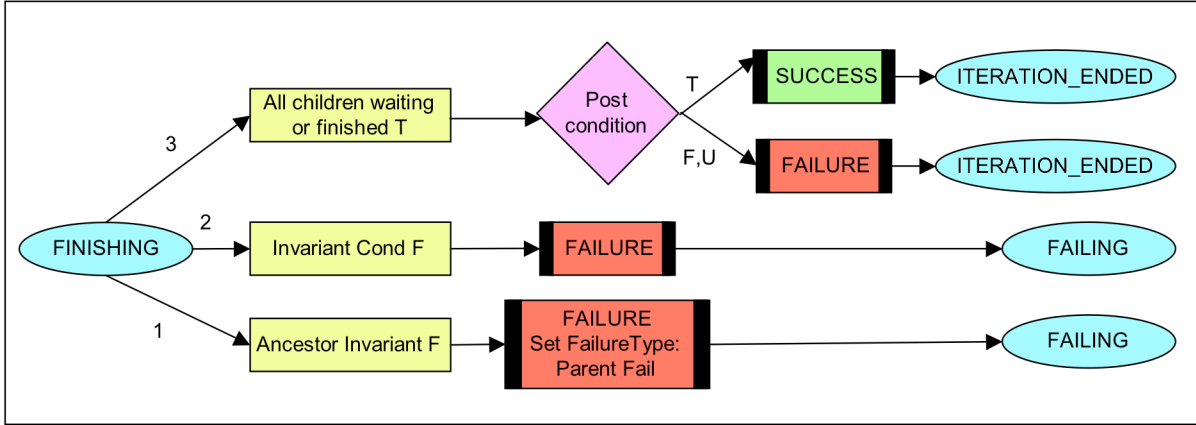 All children waiting
or finished T
Post
condition
T
SUCCESS
ITERATION_ENDED
F,U
FAILURE
ITERATION_ENDED
3
FINISHING
2
Invariant Cond F
FAILURE
FAILING
1
Ancestor Invariant F
FAILURE
Set FailureType:
Parent Fail
FAILING